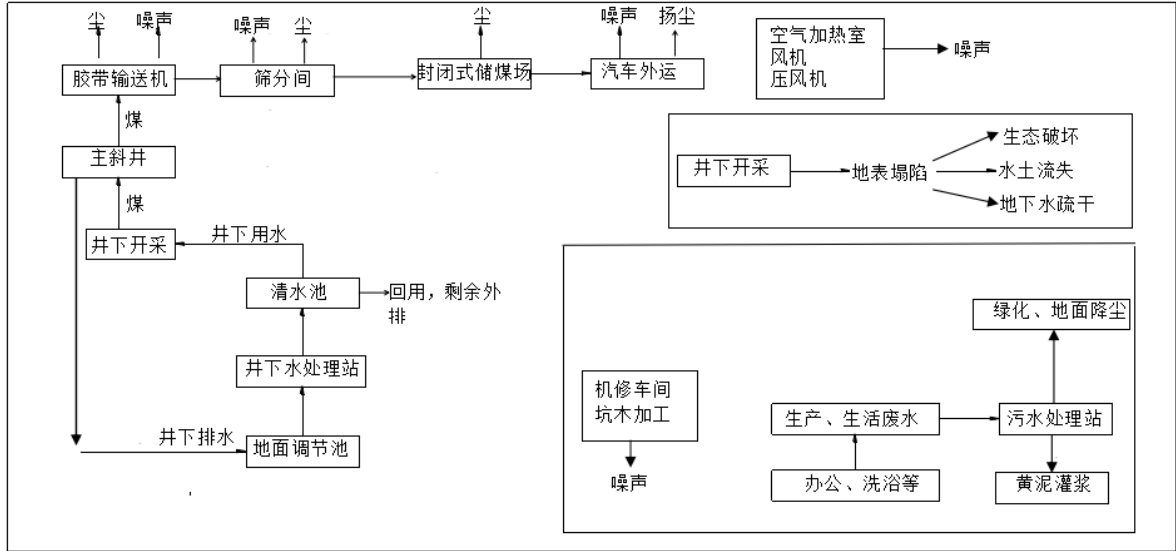 尘
噪声
噪声
尘
尘
噪声
扬尘
胶带输送机
筛分间
封闭式储煤场
汽车外运
空气加热室
风机
压风机
噪声
煤
主斜井
煤
井下开采
井下用水
清水池
回用，剩余外
排
井下水处理站
井下排水
地面调节池
井下开采
地表塌陷
生态破坏
水土流失
地下水疏干
机修车间
坑木加工
噪声
绿化、地面降尘
生产、生活废水
污水处理站
办公、洗浴等
黄泥灌浆